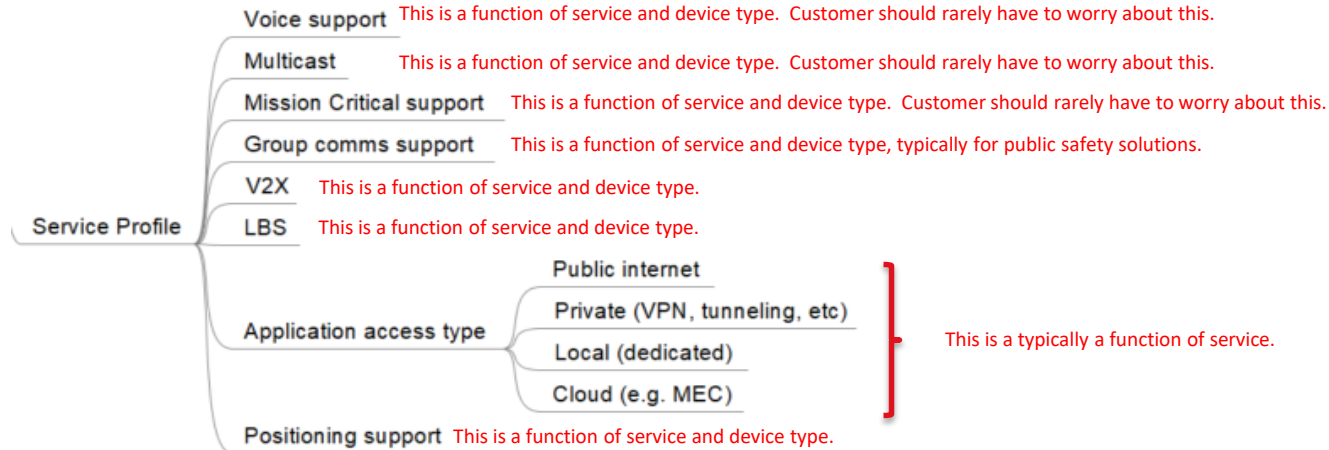 Voice support This is a function of service and device type.  Customer should rarely have to worry about this.
Multicast This is a function of service and device type.  Customer should rarely have to worry about this.
Mission Critical support This is a function of service and device type.  Customer should rarely have to worry about this.
Group comms support This is a function of service and device type, typically for public safety solutions.
V2X This is a function of service and device type.
Service Profile LBS This is a function of service and device type.
Public internet
Private (VPN, tunneling, etc)
Application access type This is a typically a function of service.
Local (dedicated)
Cloud (e.g. MEC)
Positioning support This is a function of service and device type.